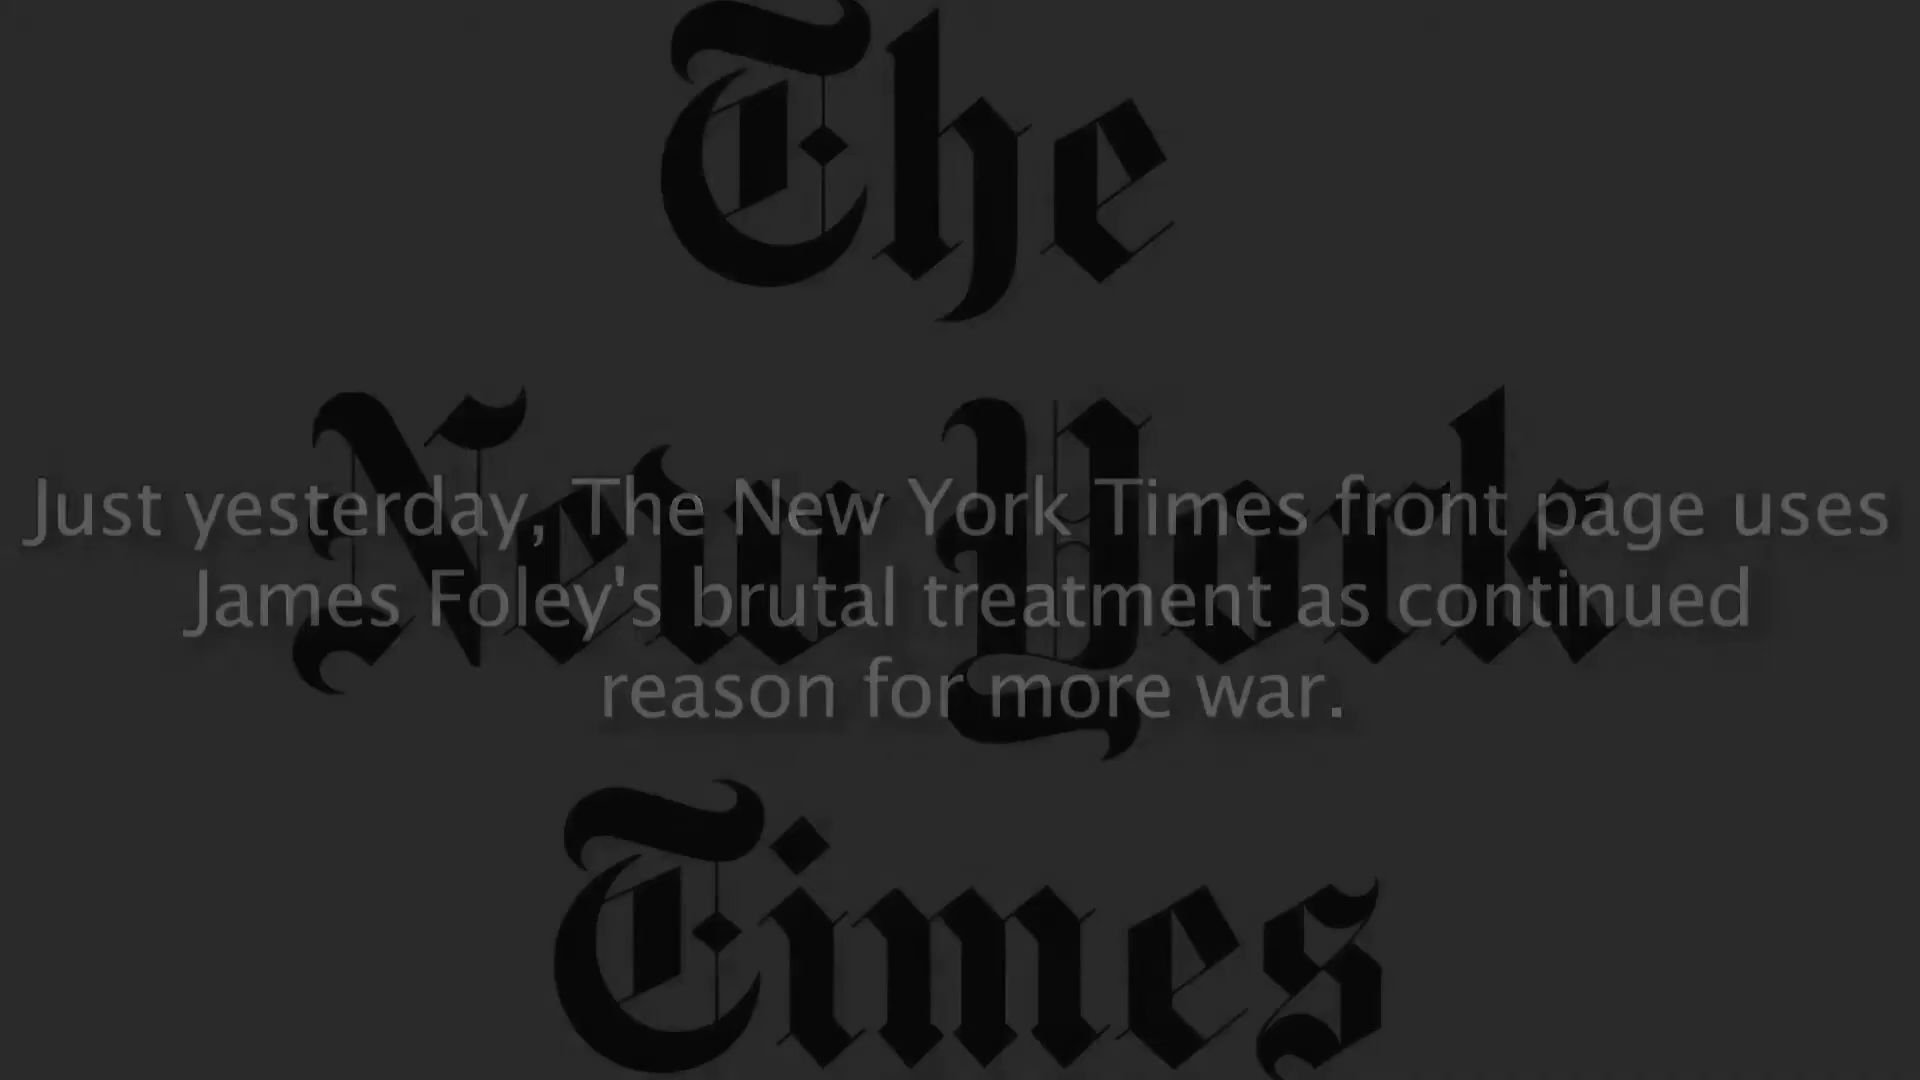 The
New York
Just yesterday, The New York Times front page uses
James Foley's brutal treatment as continued
reason for more war.
Times